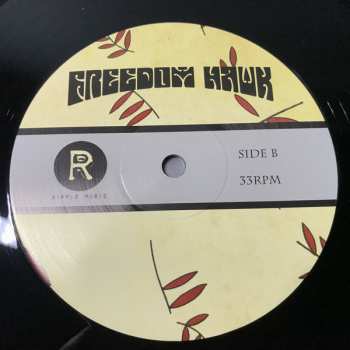 FREEDOM HAWK
R
RIPPLE MUSIC
SIDE B
33RPM